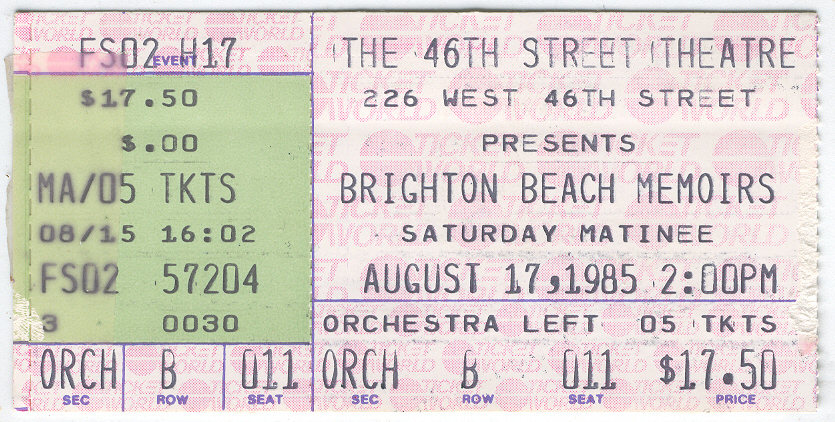 FS02 EVENT H17
$17.50
$.00
MA/05 TKTS
08/15 16:02
FS02 57204
3 0030
ORCH B 011
SEC ROW SEAT
THE 46TH STREET THEATRE
226 WEST 46TH STREET
PRESENTS
BRIGHTON BEACH MEMOIRS
SATURDAY MATINEE
AUGUST 17,1985 2:00PM
ORCHESTRA LEFT 05 TKTS
ORCH B 011 $17.50
SEC ROW SEAT PRICE
TICKET WORLD